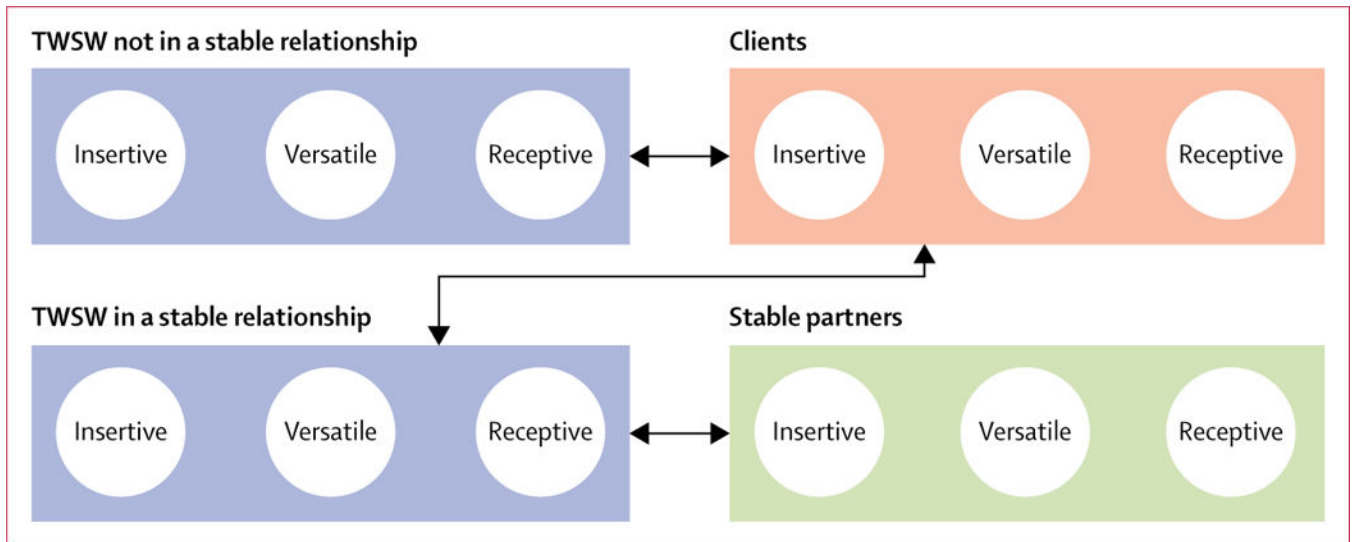 TWSW not in a stable relationship
Clients
Insertive Versatile Receptive
Insertive Versatile Receptive
TWSW in a stable relationship
Stable partners
Insertive Versatile Receptive
Insertive Versatile Receptive